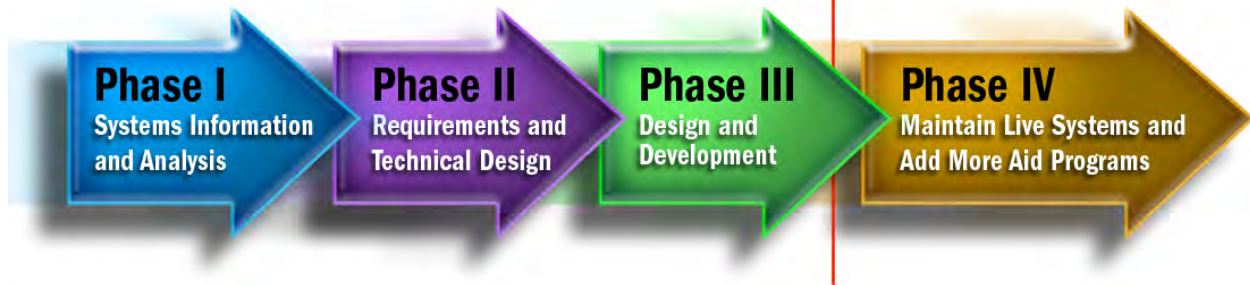 Phase I
Systems Information
and Analysis
Phase II
Requirements and
Technical Design
Phase III
Design and
Development
Phase IV
Maintain Live Systems and
Add More Aid Programs